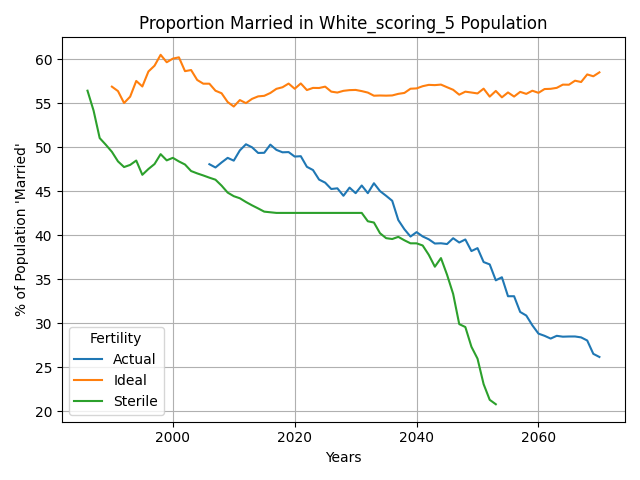 Proportion Married in White_scoring_5 Population
% of Population 'Married'
60
55
50
45
40
35
30
25
20
Fertility
Actual
Ideal
Sterile
2000
2020
2040
2060
Years